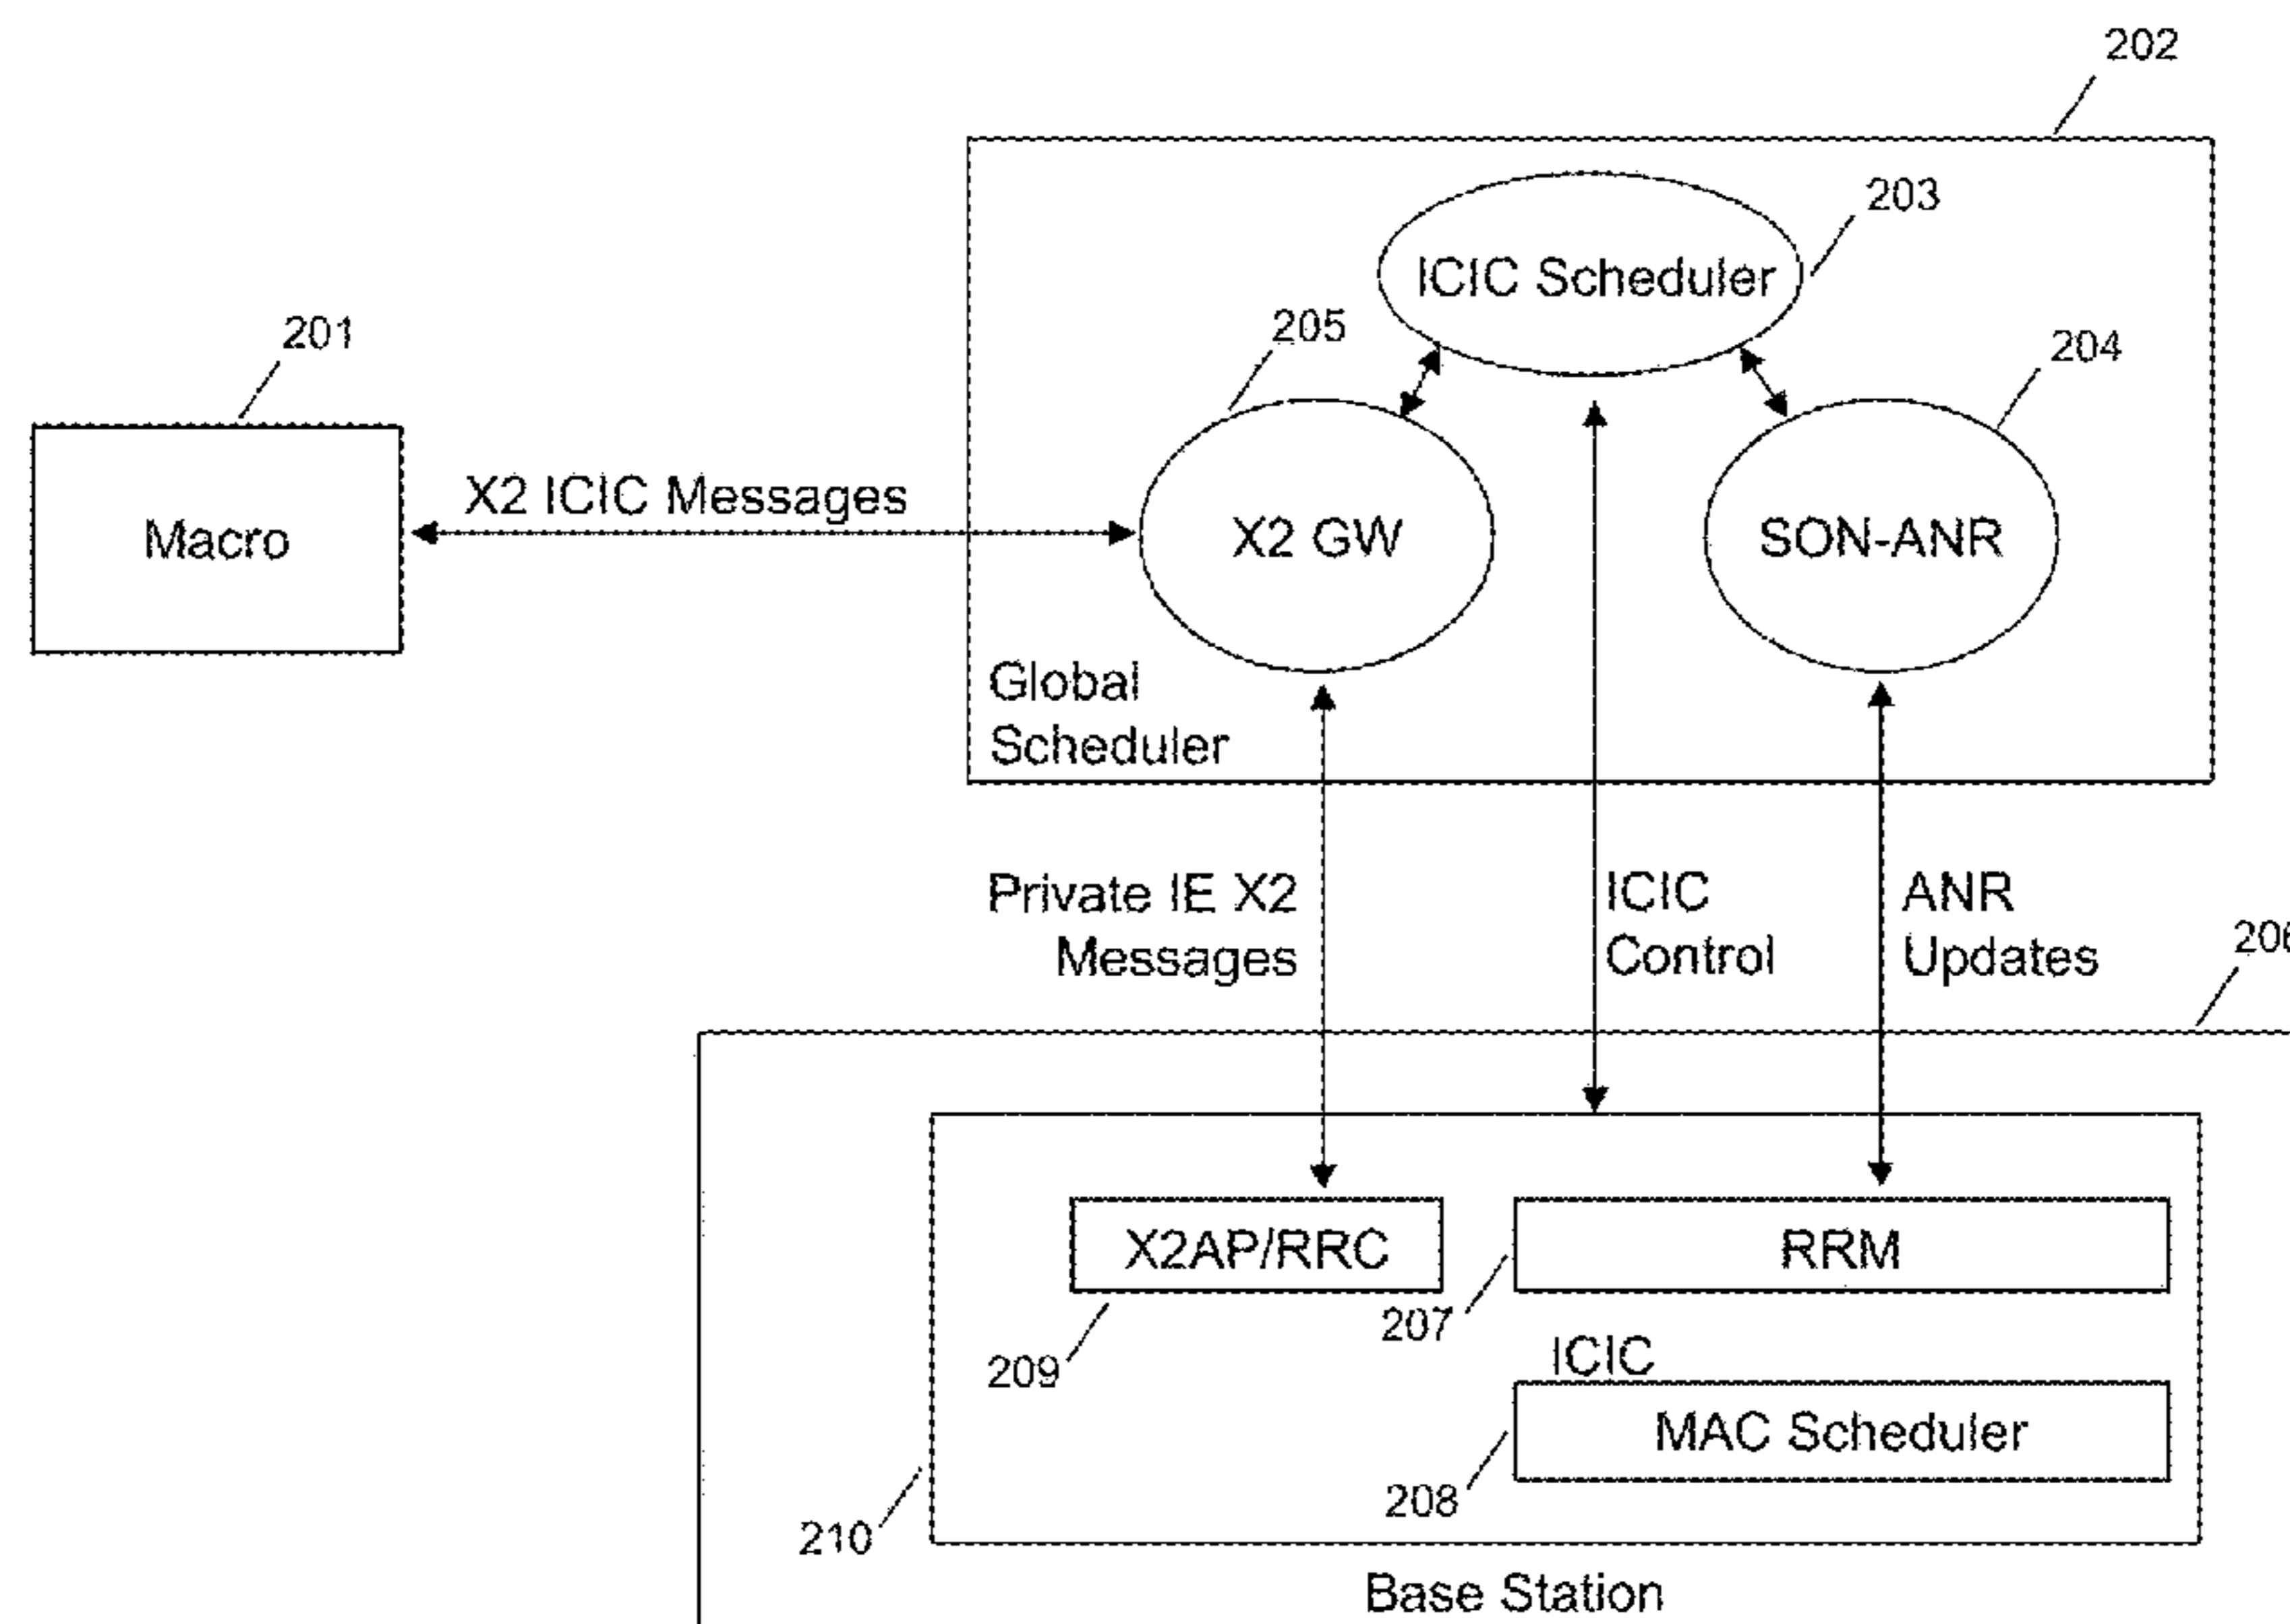 202
203
ICIC Scheduler
201
205
204
X2 ICIC Messages
Macro
X2 GW
SON-ANR
Global
Scheduler
Private IE X2
Messages
ICIC
Control
ANR
Updates
206
X2AP/RRC
RRM
207
209
ICIC
MAC Scheduler
208
210
Base Station